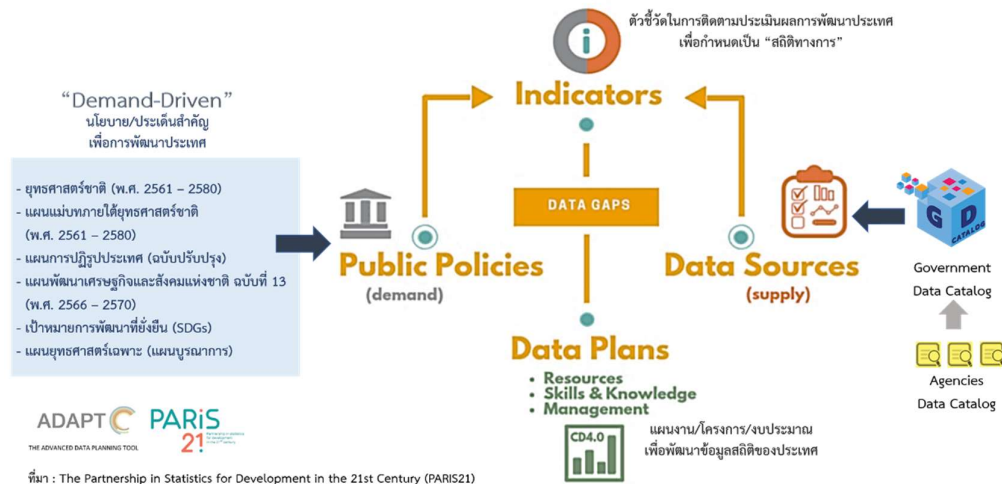 ตัวชี้วัดในการติดตามประเมินผลการพัฒนาประเทศ
เพื่อกำหนดเป็น “สถิติทางการ”
Indicators
“Demand-Driven”
นโยบาย/ประเด็นสำคัญ
เพื่อการพัฒนาประเทศ
- ยุทธศาสตร์ชาติ (พ.ศ. 2561 – 2580)
- แผนแม่บทภายใต้ยุทธศาสตร์ชาติ
(พ.ศ. 2561 – 2580)
- แผนการปฏิรูปประเทศ (ฉบับปรับปรุง)
- แผนพัฒนาเศรษฐกิจและสังคมแห่งชาติ ฉบับที่ 13
(พ.ศ. 2566 – 2570)
- เป้าหมายการพัฒนาที่ยั่งยืน (SDGs)
- แผนยุทธศาสตร์เฉพาะ (แผนบูรณาการ)
DATA GAPS
Public Policies
(demand)
Data Sources
(supply)
G D
CATALOG
Government
Data Catalog
Agencies
Data Catalog
Data Plans
• Resources
• Skills & Knowledge
• Management
CD4.0
แผนงาน/โครงการ/งบประมาณ
เพื่อพัฒนาข้อมูลสถิติของประเทศ
ADAPT
THE ADVANCED DATA PLANNING TOOL
PARiS
21
ที่มา : The Partnership in Statistics for Development in the 21st Century (PARIS21)